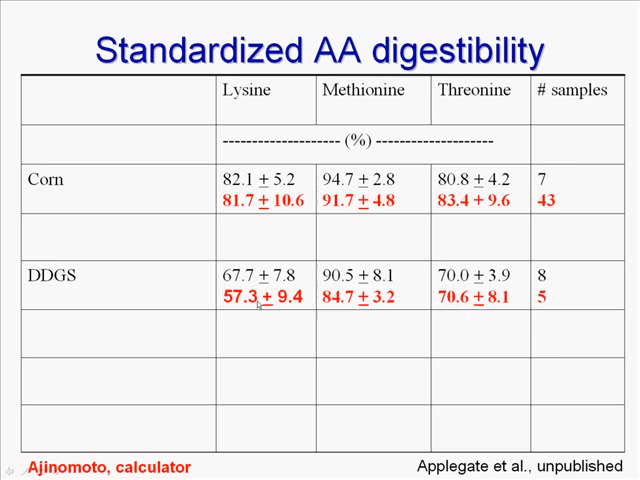 Standardized AA digestibility
Lysine Methionine Threonine # samples
-------------------- (%) --------------------
Corn 82.1 ± 5.2 94.7 ± 2.8 80.8 ± 4.2 7
81.7 ± 10.6 91.7 ± 4.8 83.4 + 9.6 43
DDGS 67.7 ± 7.8 90.5 ± 8.1 70.0 ± 3.9 8
57.3 ± 9.4 84.7 ± 3.2 70.6 ± 8.1 5
Ajinomoto, calculator Applegate et al., unpublished